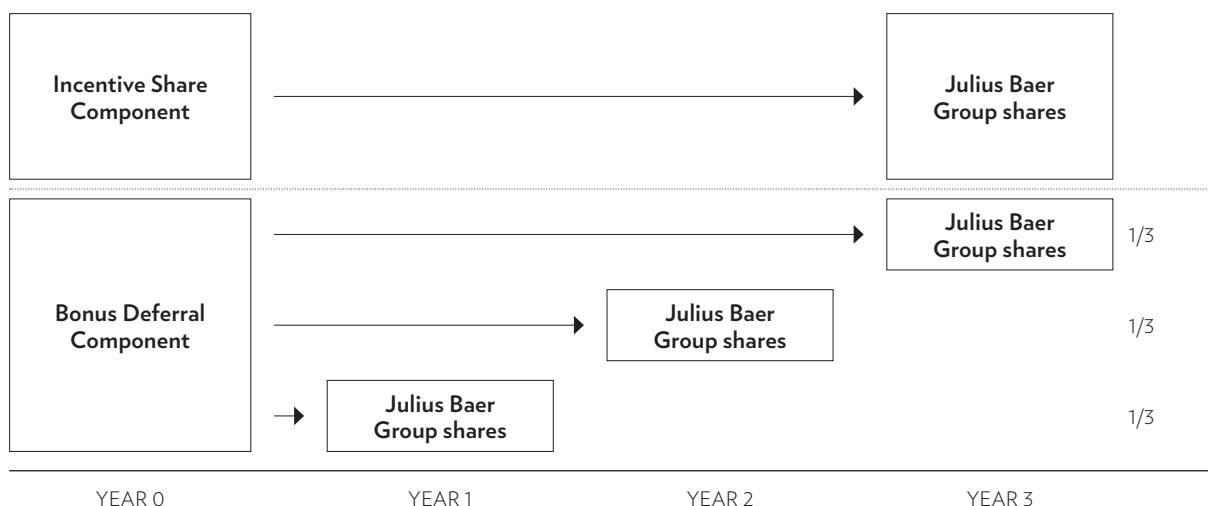 Incentive Share
Component
Julius Baer
Group shares
Bonus Deferral
Component
Julius Baer
Group shares
1/3
Julius Baer
Group shares
1/3
Julius Baer
Group shares
1/3
YEAR 0
YEAR 1
YEAR 2
YEAR 3